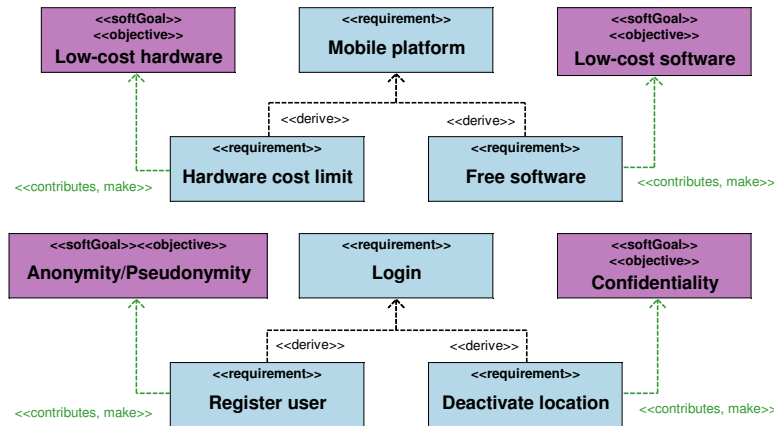 <<softGoal>>
<<objective>>
Low-cost hardware
<<requirement>>
Mobile platform
<<softGoal>>
<<objective>>
Low-cost software
<<derive>>
<<derive>>
<<requirement>>
Hardware cost limit
<<requirement>>
Free software
<<contributes, make>>
<<contributes, make>>
<<softGoal>><<objective>>
Anonymity/Pseudonymity
<<requirement>>
Login
<<softGoal>>
<<objective>>
Confidentiality
<<derive>>
<<derive>>
<<requirement>>
Register user
<<requirement>>
Deactivate location
<<contributes, make>>
<<contributes, make>>